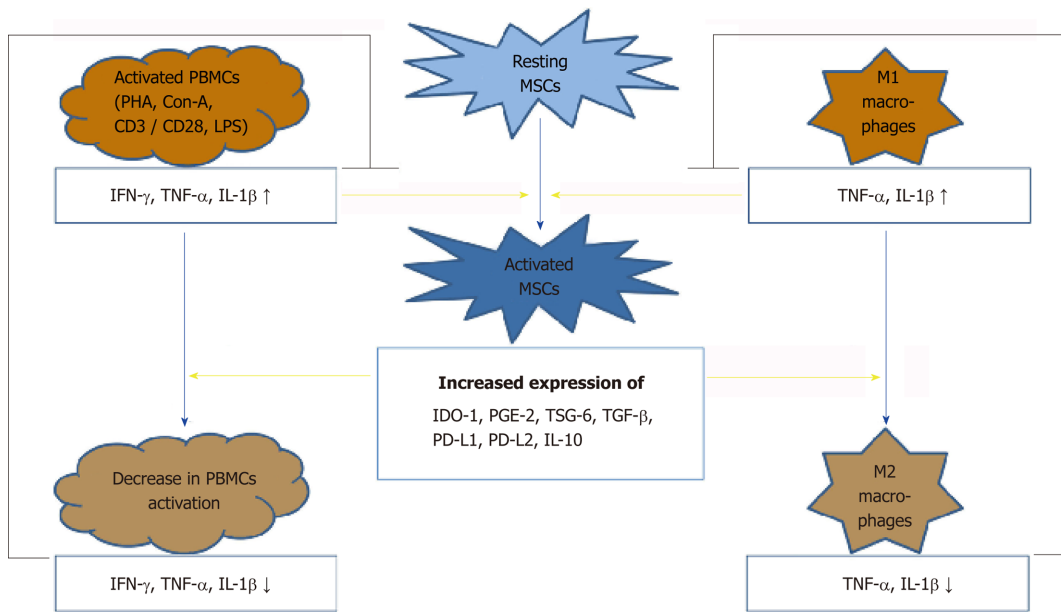 Activated PBMCs
(PHA, Con-A,
CD3 / CD28, LPS)
IFN-γ, TNF-α, IL-1β ↑
Resting
MSCs
M1
macro-
phages
TNF-α, IL-1β ↑
Activated
MSCs
Increased expression of
IDO-1, PGE-2, TSG-6, TGF-β,
PD-L1, PD-L2, IL-10
Decrease in PBMCs
activation
IFN-γ, TNF-α, IL-1β ↓
M2
macro-
phages
TNF-α, IL-1β ↓